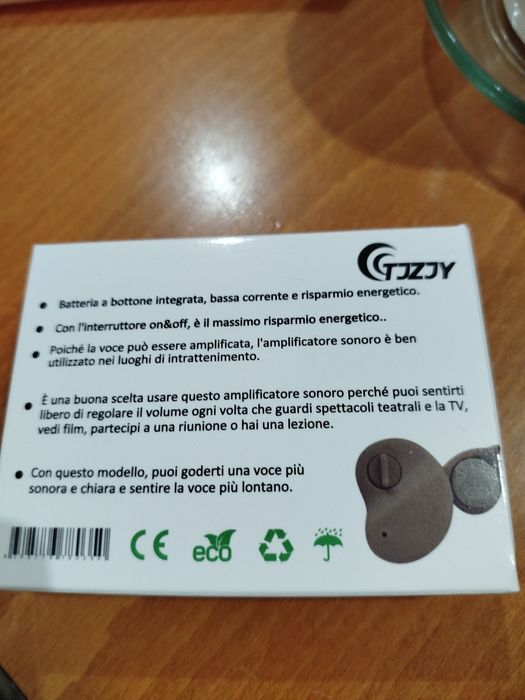 TJZJY
• Batteria a bottone integrata, bassa corrente e risparmio energetico.
• Con l'interruttore on&off, è il massimo risparmio energetico..
• Poiché la voce può essere amplificata, l'amplificatore sonoro è ben
utilizzato nei luoghi di intrattenimento.
• È una buona scelta usare questo amplificatore sonoro perché puoi sentirti
libero di regolare il volume ogni volta che guardi spettacoli teatrali e la TV,
vedi film, partecipi a una riunione o hai una lezione.
• Con questo modello, puoi goderti una voce più
sonora e chiara e sentire la voce più lontano.
CE
eco